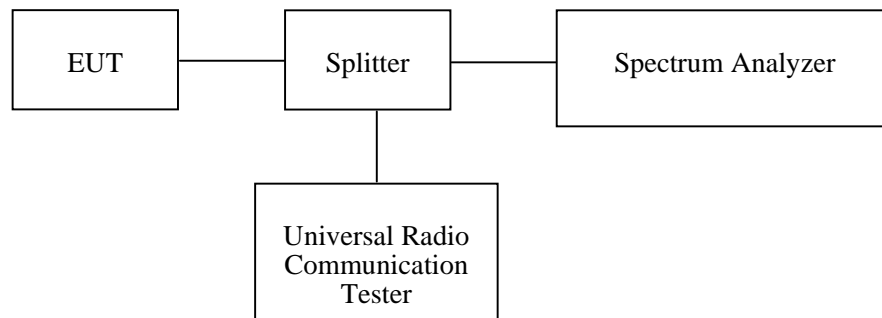 EUT
Splitter
Spectrum Analyzer
Universal Radio
Communication
Tester